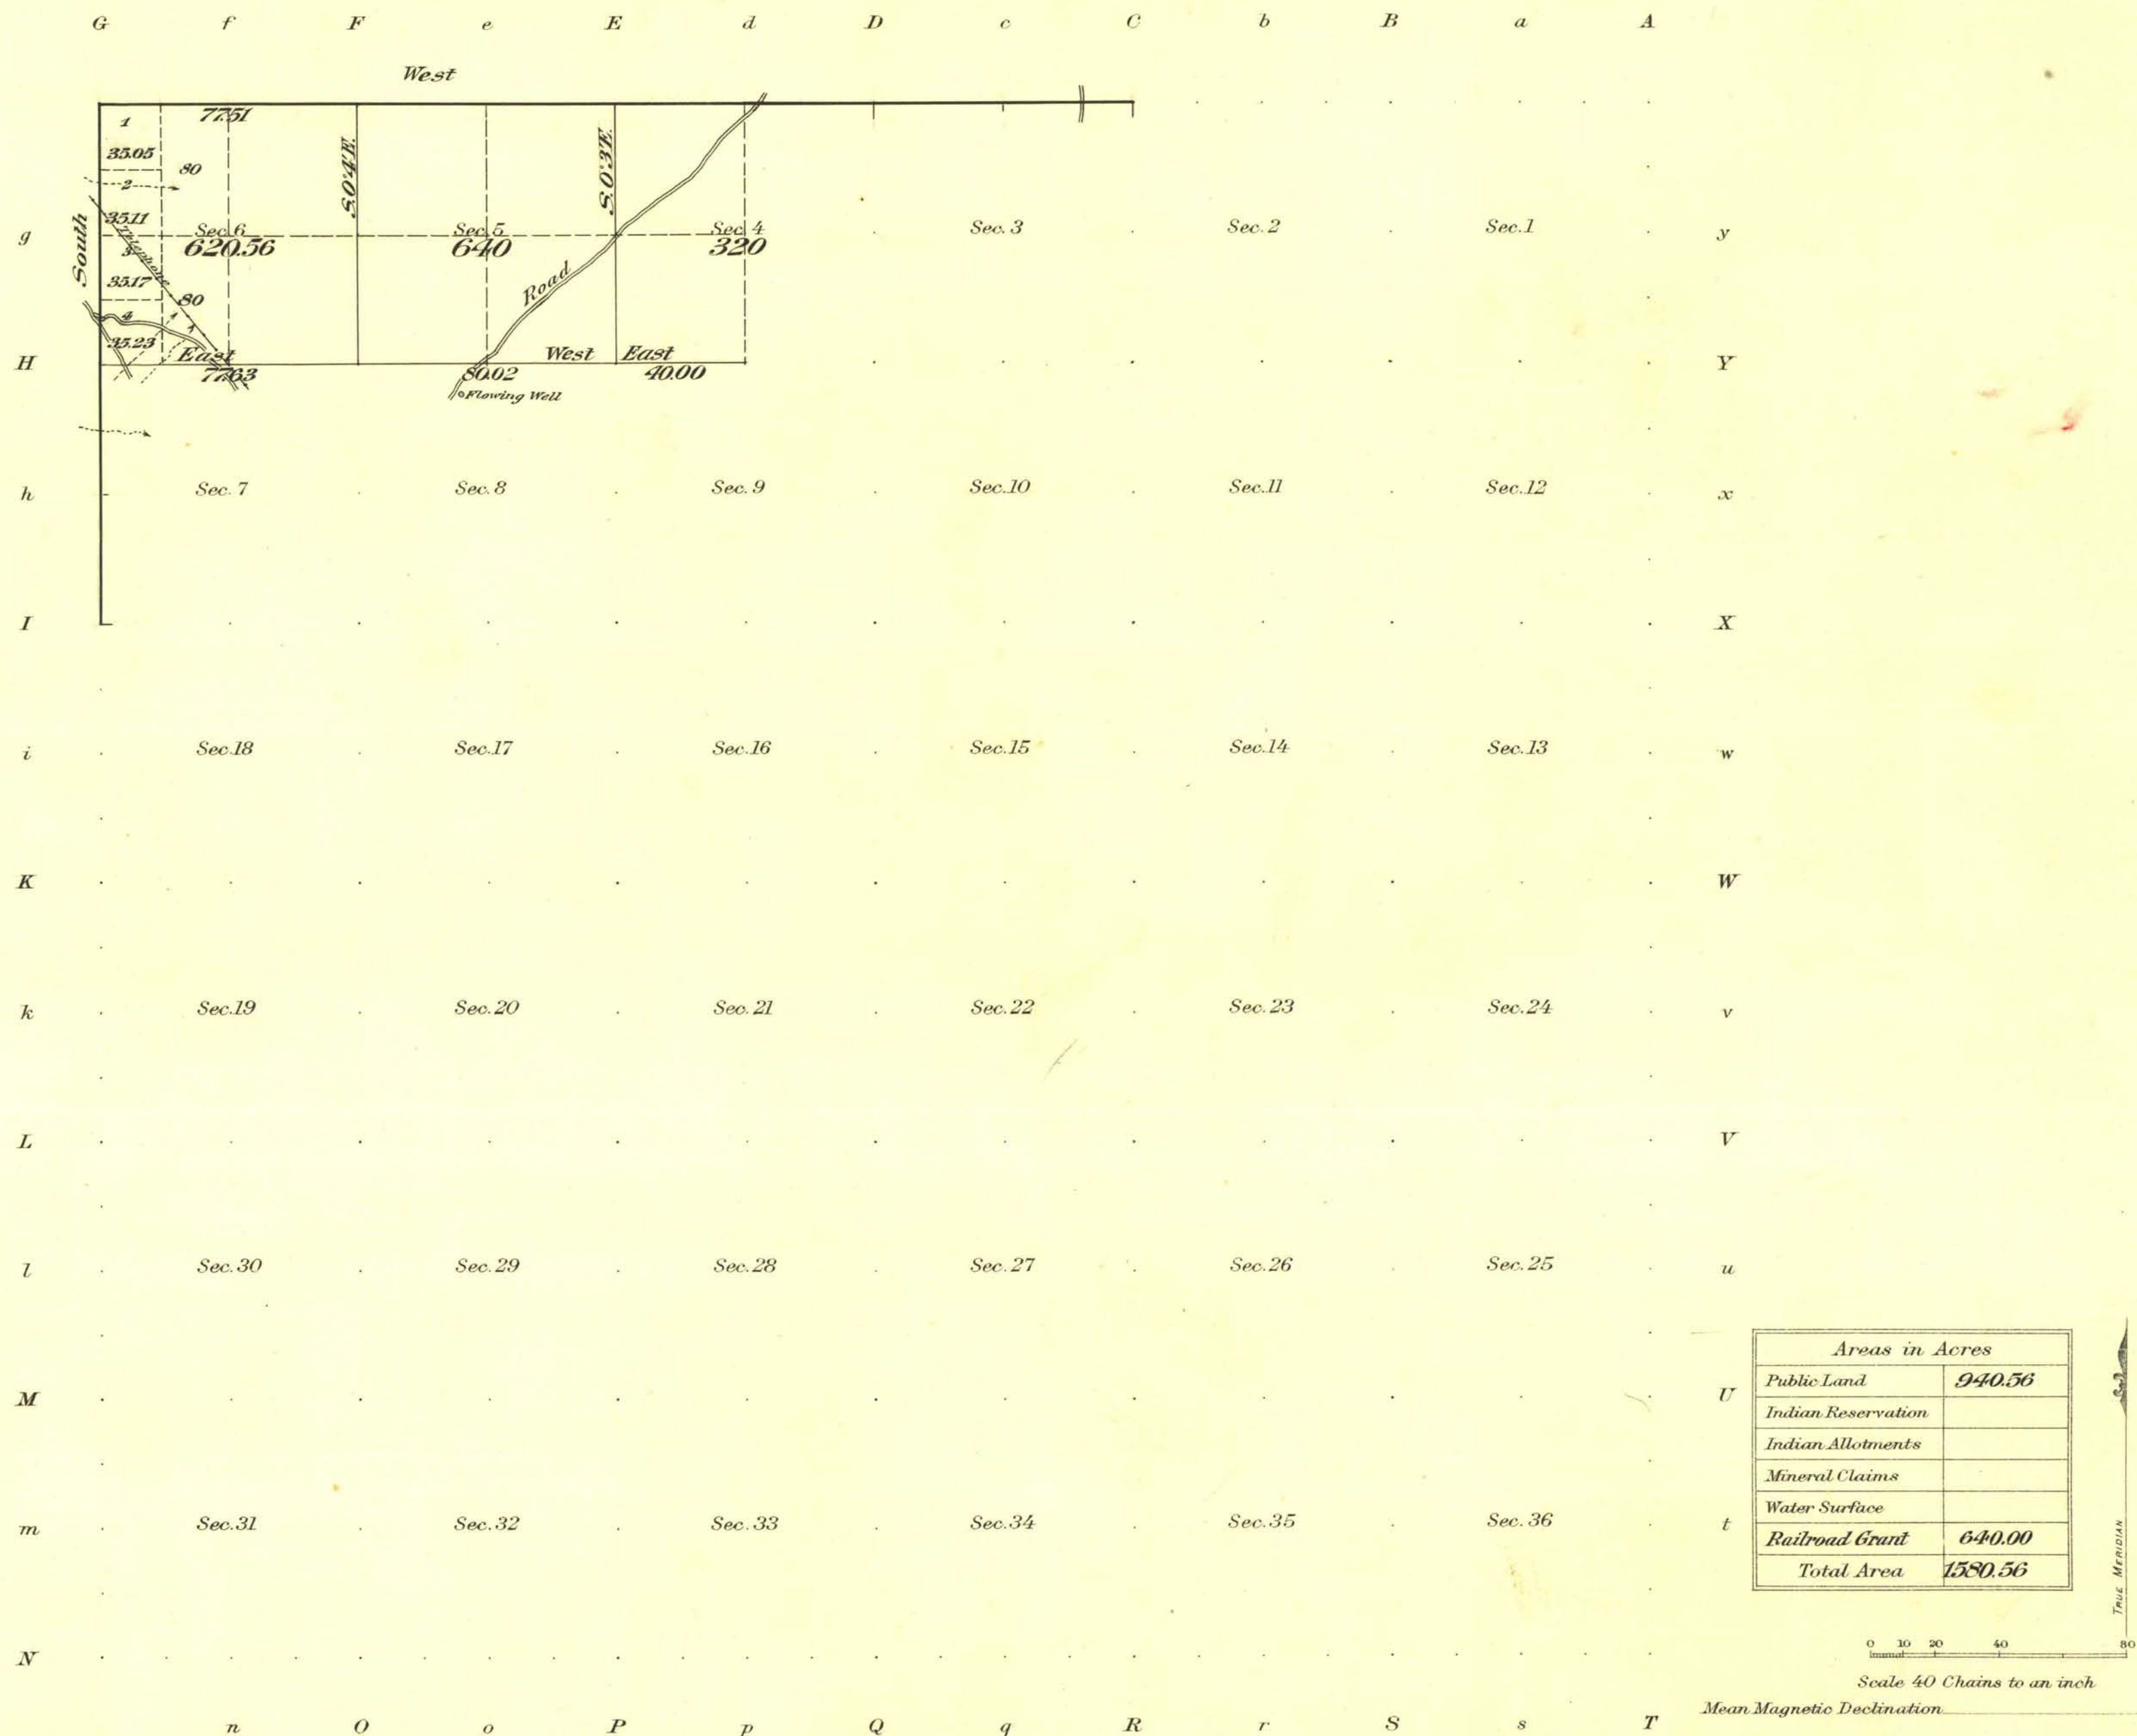 G f F e E d D c C b B a A
West
77.51
1
35.05
80
2
35.11
South
S.0°.4'E.
S.0°.3'E.
g
Sec. 6
620.56
Sec. 5
640
Sec. 4
320
Sec. 3
Sec. 2
Sec. 1
y
3
Telephone
35.17
80
Road
4
35.23
H
East
West
East
Y
77.63
80.02
40.00
Flowing Well
h
Sec. 7
Sec. 8
Sec. 9
Sec. 10
Sec. 11
Sec. 12
x
I
X
i
Sec. 18
Sec. 17
Sec. 16
Sec. 15
Sec. 14
Sec. 13
w
K
W
k
Sec. 19
Sec. 20
Sec. 21
Sec. 22
Sec. 23
Sec. 24
v
L
V
l
Sec. 30
Sec. 29
Sec. 28
Sec. 27
Sec. 26
Sec. 25
u
M
U
m
Sec. 31
Sec. 32
Sec. 33
Sec. 34
Sec. 35
Sec. 36
t
N
n O o P p Q q R r S s T
Areas in Acres
Public Land 940.56
Indian Reservation
Indian Allotments
Mineral Claims
Water Surface
Railroad Grant 640.00
Total Area 1580.56
TRUE MERIDIAN
0 10 20 40 80
Scale 40 Chains to an inch
Mean Magnetic Declination